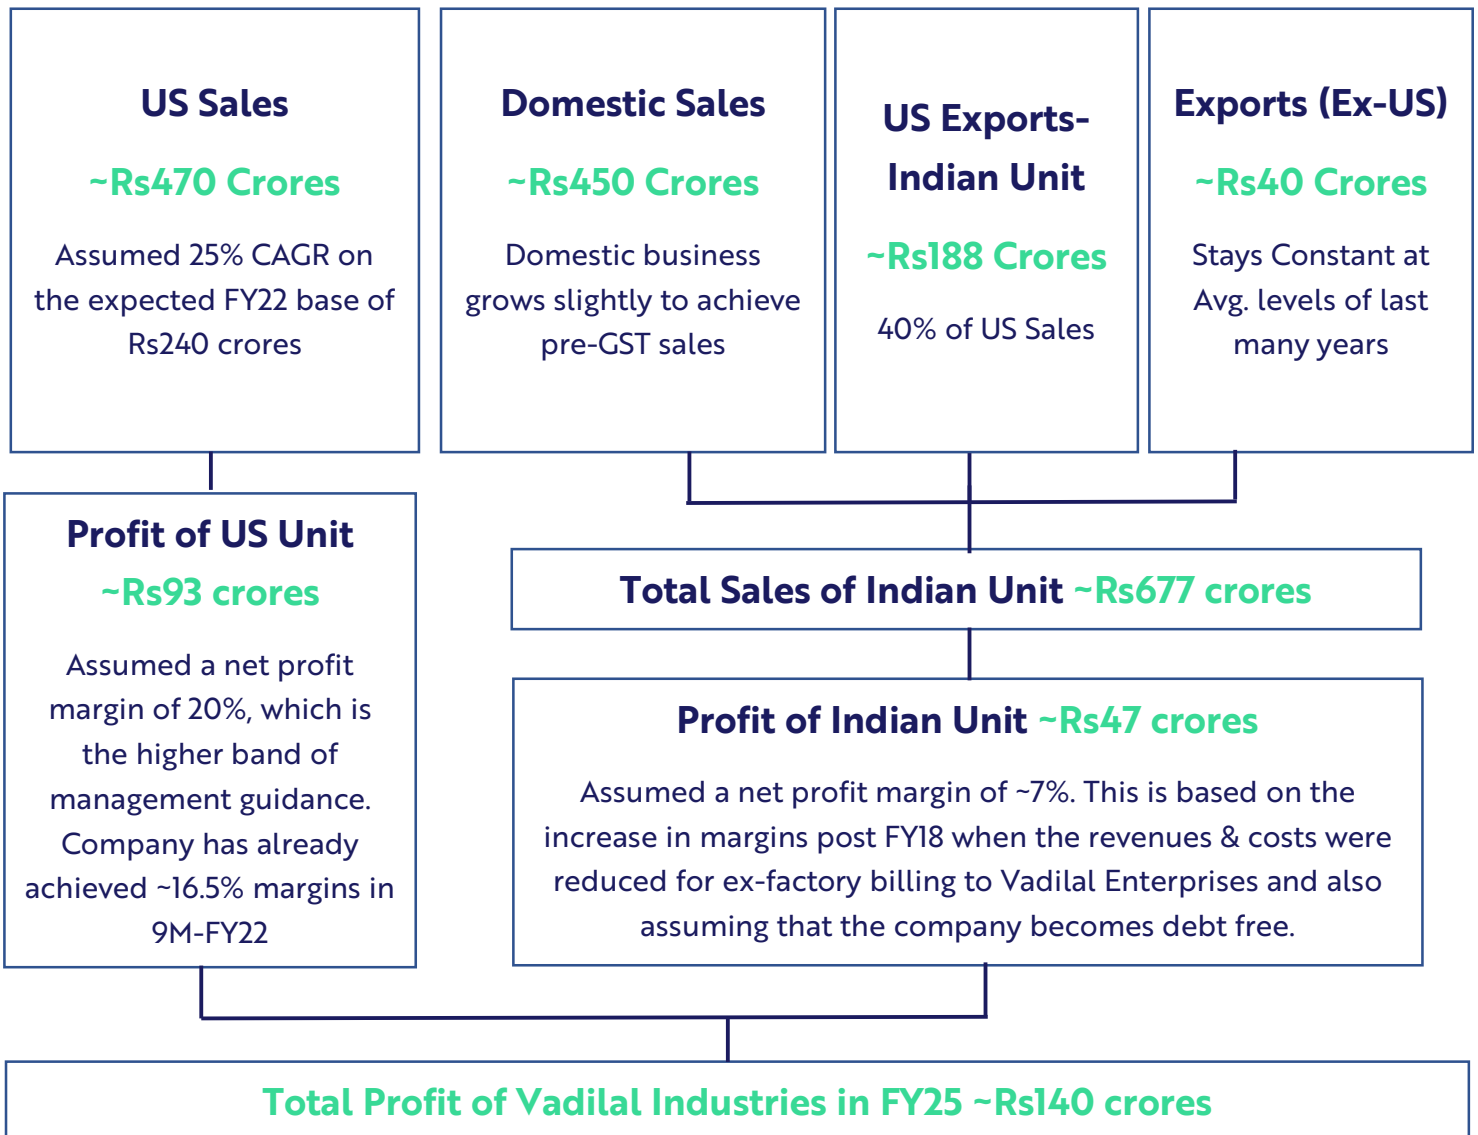 US Sales
~Rs470 Crores
Assumed 25% CAGR on
the expected FY22 base of
Rs240 crores
Domestic Sales
~Rs450 Crores
Domestic business
grows slightly to achieve
pre-GST sales
US Exports-
Indian Unit
~Rs188 Crores
40% of US Sales
Exports (Ex-US)
~Rs40 Crores
Stays Constant at
Avg. levels of last
many years
Profit of US Unit
~Rs93 crores
Assumed a net profit
margin of 20%, which is
the higher band of
management guidance.
Company has already
achieved ~16.5% margins in
9M-FY22
Total Sales of Indian Unit ~Rs677 crores
Profit of Indian Unit ~Rs47 crores
Assumed a net profit margin of ~7%. This is based on the
increase in margins post FY18 when the revenues & costs were
reduced for ex-factory billing to Vadilal Enterprises and also
assuming that the company becomes debt free.
Total Profit of Vadilal Industries in FY25 ~Rs140 crores